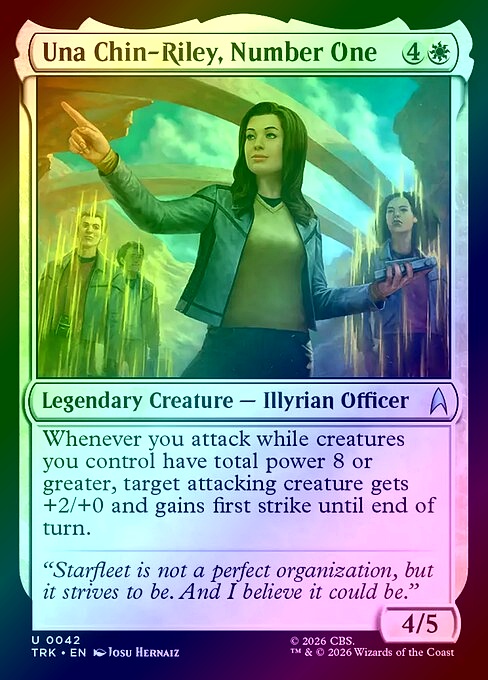 Una Chin-Riley, Number One 4
Legendary Creature — Illyrian Officer
Whenever you attack while creatures
you control have total power 8 or
greater, target attacking creature gets
+2/+0 and gains first strike until end of
turn.
“Starfleet is not a perfect organization, but
it strives to be. And I believe it could be.”
4/5
U 0042
TRK • EN Josu Hernaiz
© 2026 CBS.
™ & © 2026 Wizards of the Coast